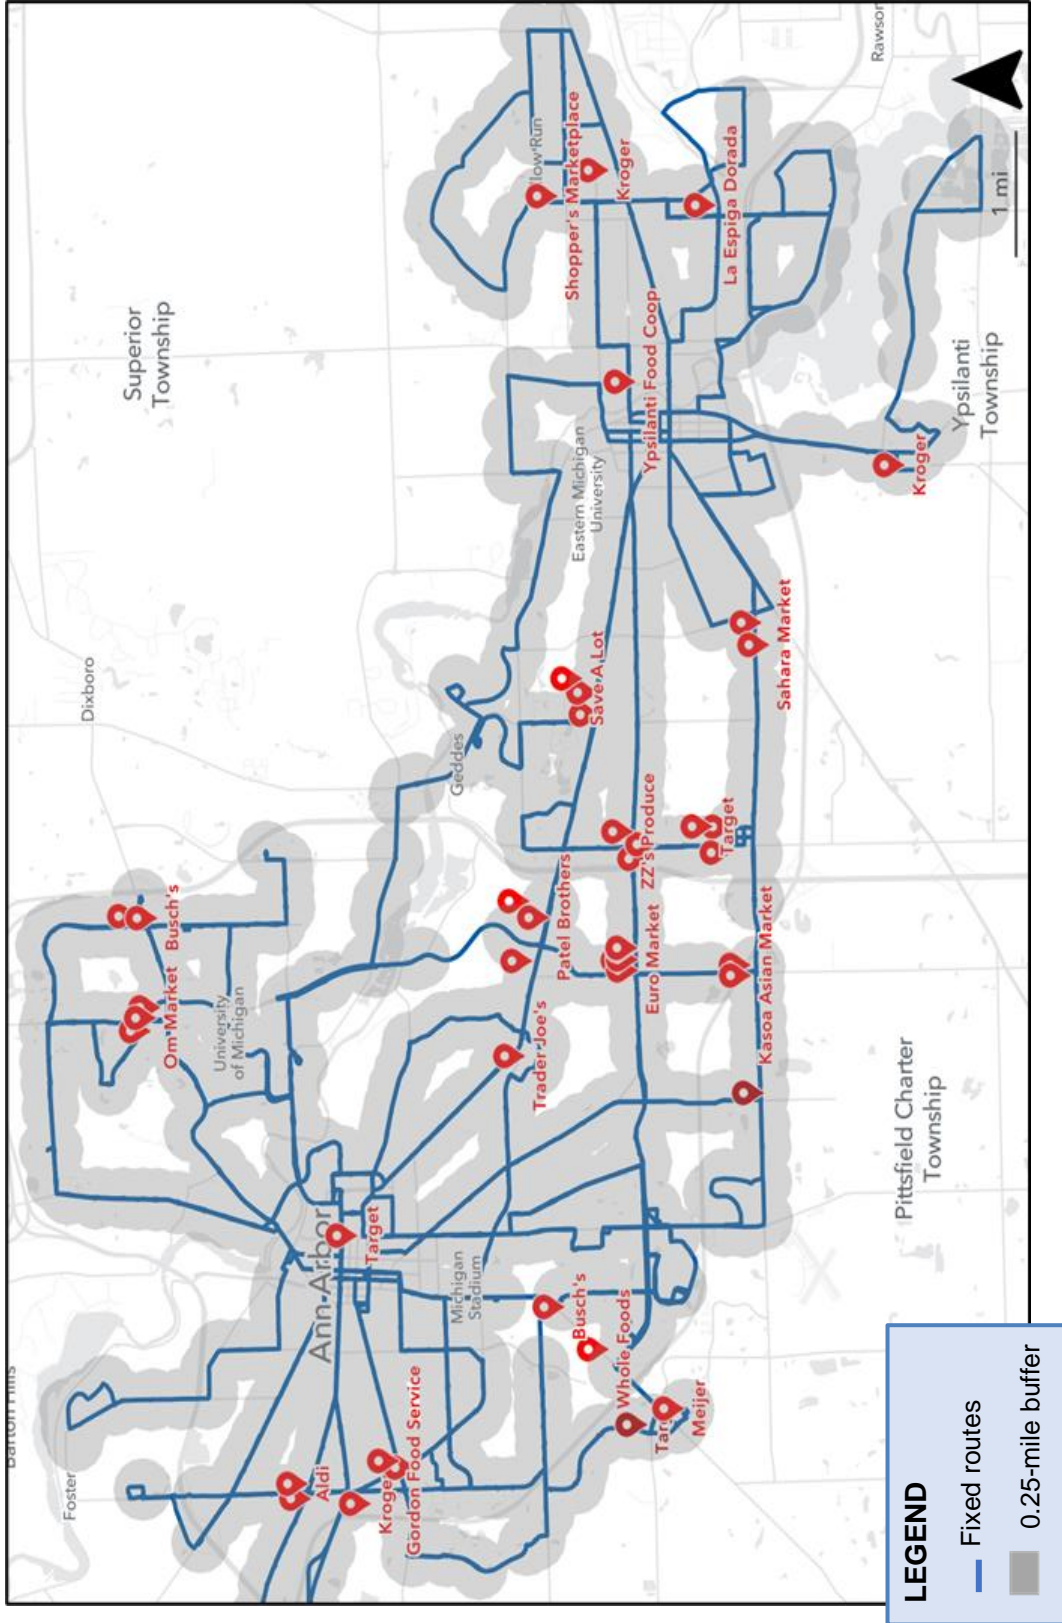 Barton Hills
Foster
Dixboro
Superior
Township
Rawson
Busch's
Om Market
University
of Michigan
Geddes
Ann Arbor
Target
Aldi
Kroger
Gordon Food Service
Michigan
Stadium
Trader Joe's
Patel Brothers
Save A Lot
Eastern Michigan
University
Ypsilanti Food Coop
Shopper's Marketplace
Kroger
La Espiga Dorada
Busch's
Whole Foods
Meijer
Euro Market
ZZ's Produce
Target
Kasoa Asian Market
Sahara Market
Kroger
Ypsilanti
Township
Pittsfield Charter
Township
1 mi
LEGEND
Fixed routes
0.25-mile buffer